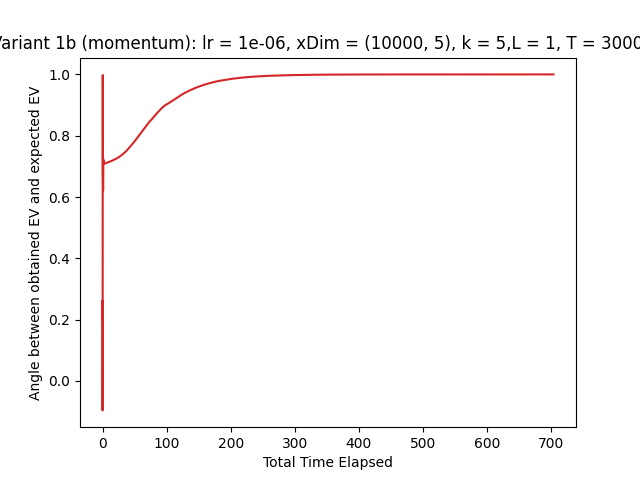 Variant 1b (momentum): lr = 1e-06, xDim = (10000, 5), k = 5,L = 1, T = 3000
1.0
0.8
0.6
0.4
0.2
0.0
Angle between obtained EV and expected EV
0 100 200 300 400 500 600 700
Total Time Elapsed